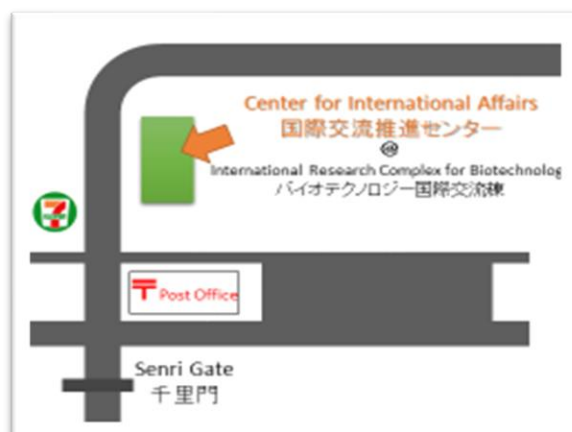 Center for International Affairs
国際交流推進センター
@
International Research Complex for Biotechnolog
バイオテクノロジー国際交流棟
7
〒Post Office
Senri Gate
千里門